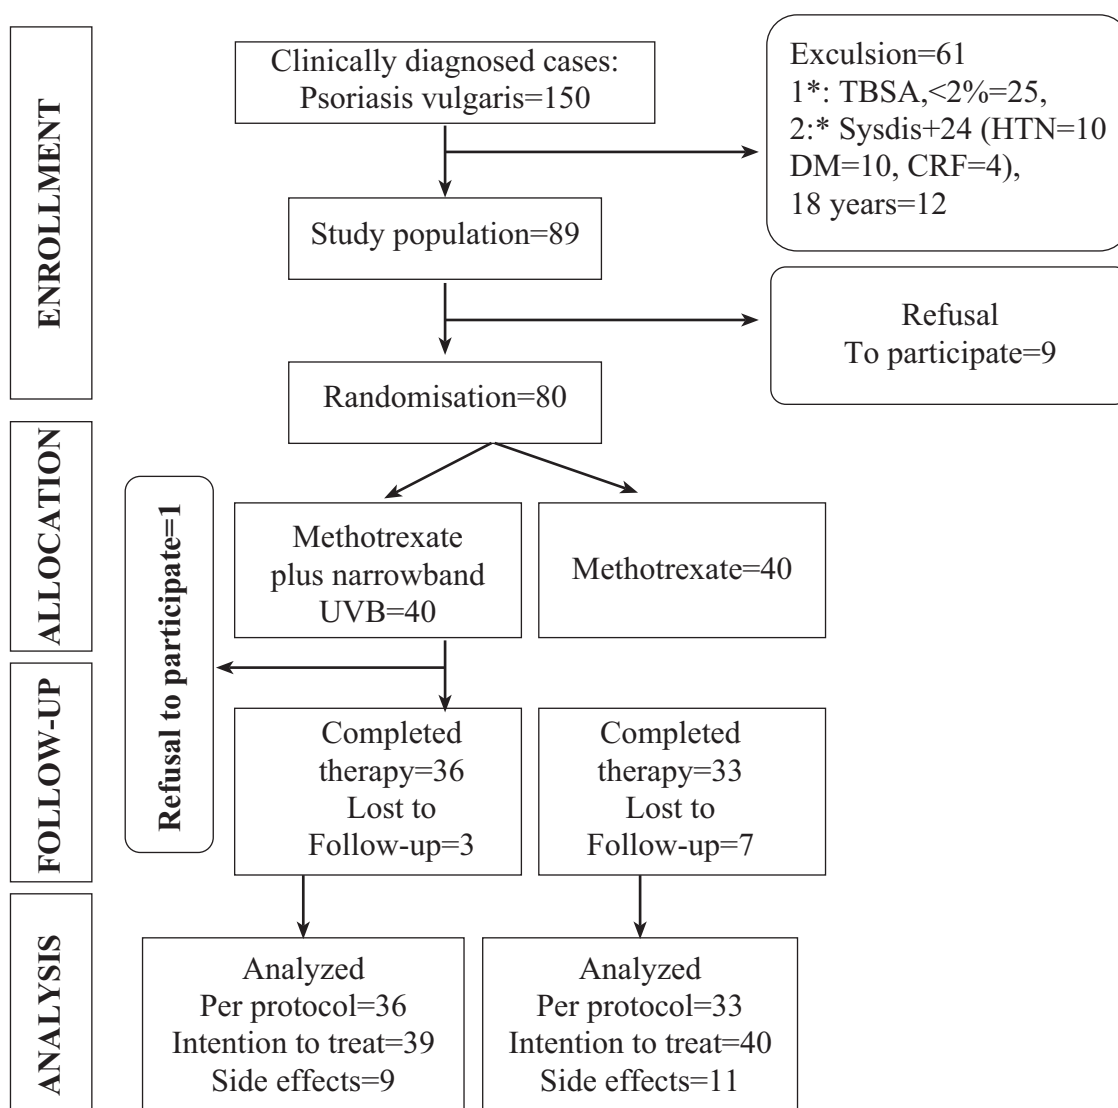 ENROLLMENT
Clinically diagnosed cases:
Psoriasis vulgaris=150
Exculsion=61
1*: TBSA,<2%=25,
2:* Sysdis+24 (HTN=10
DM=10, CRF=4),
18 years=12
Study population=89
Refusal
To participate=9
Randomisation=80
ALLOCATION
Refusal to participate=1
Methotrexate
plus narrowband
UVB=40
Methotrexate=40
FOLLOW-UP
Completed
therapy=36
Lost to
Follow-up=3
Completed
therapy=33
Lost to
Follow-up=7
ANALYSIS
Analyzed
Per protocol=36
Intention to treat=39
Side effects=9
Analyzed
Per protocol=33
Intention to treat=40
Side effects=11